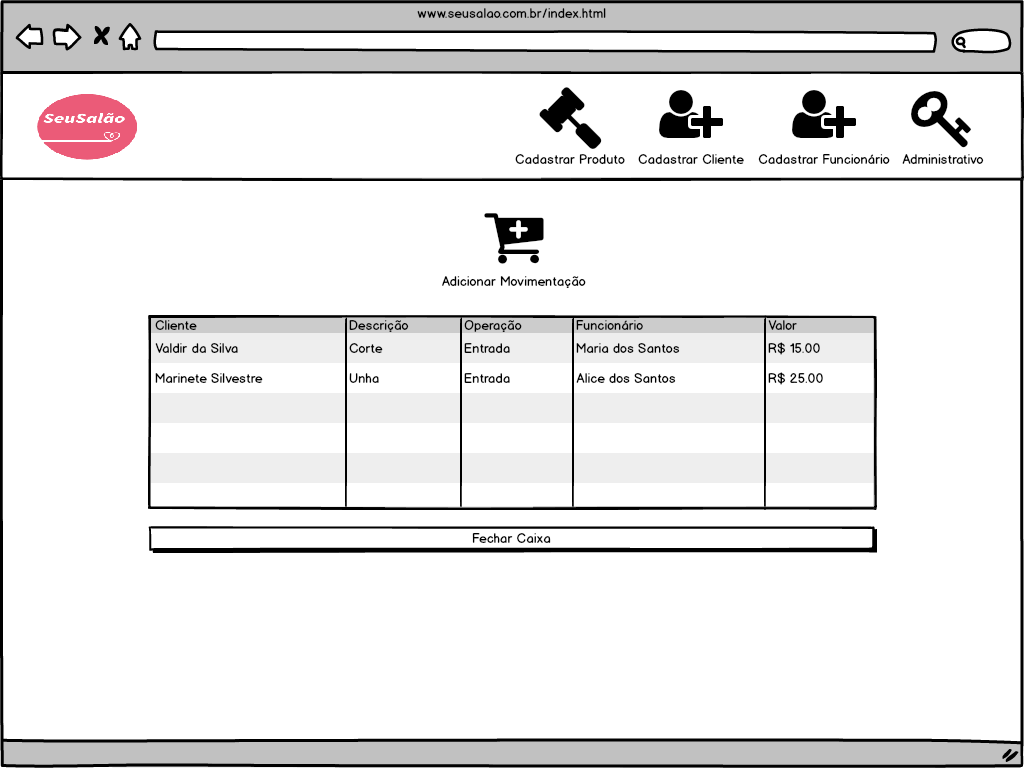 www.seusalao.com.br/index.html
SeuSalão
Cadastrar Produto Cadastrar Cliente Cadastrar Funcionário Administrativo
Adicionar Movimentação
Cliente Descrição Operação Funcionário Valor
Valdir da Silva Corte Entrada Maria dos Santos R$ 15.00
Marinete Silvestre Unha Entrada Alice dos Santos R$ 25.00
Fechar Caixa